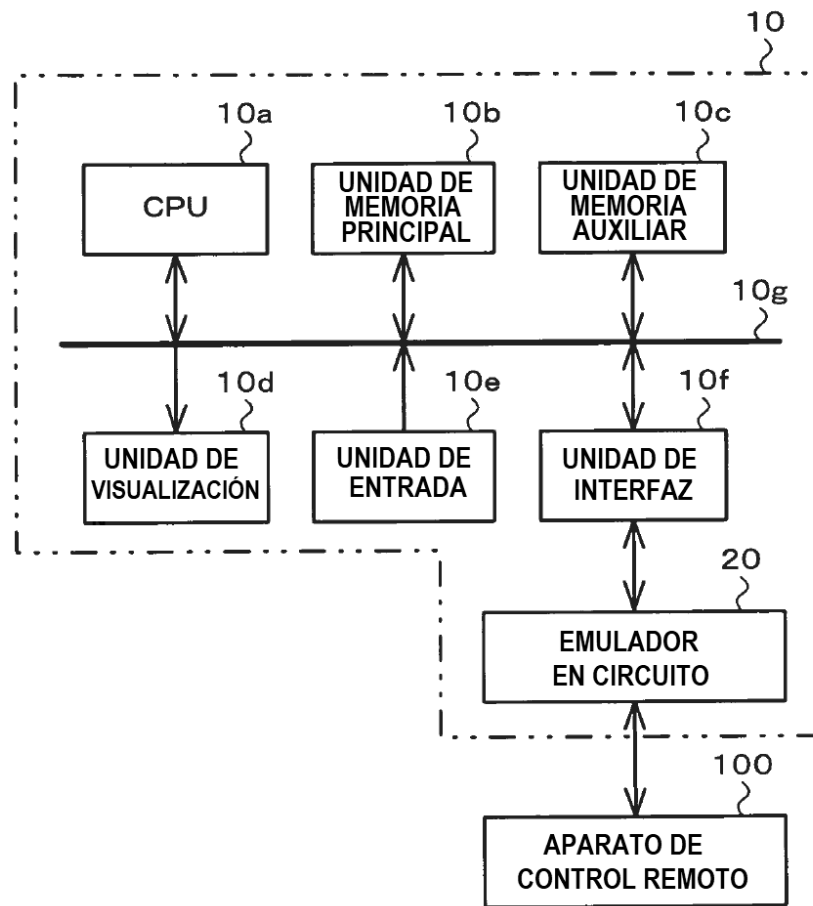 10
10a
10b
10c
CPU
UNIDAD DE
MEMORIA
PRINCIPAL
UNIDAD DE
MEMORIA
AUXILIAR
10g
10d
10e
10f
UNIDAD DE
VISUALIZACIÓN
UNIDAD DE
ENTRADA
UNIDAD DE
INTERFAZ
20
EMULADOR
EN CIRCUITO
100
APARATO DE
CONTROL REMOTO